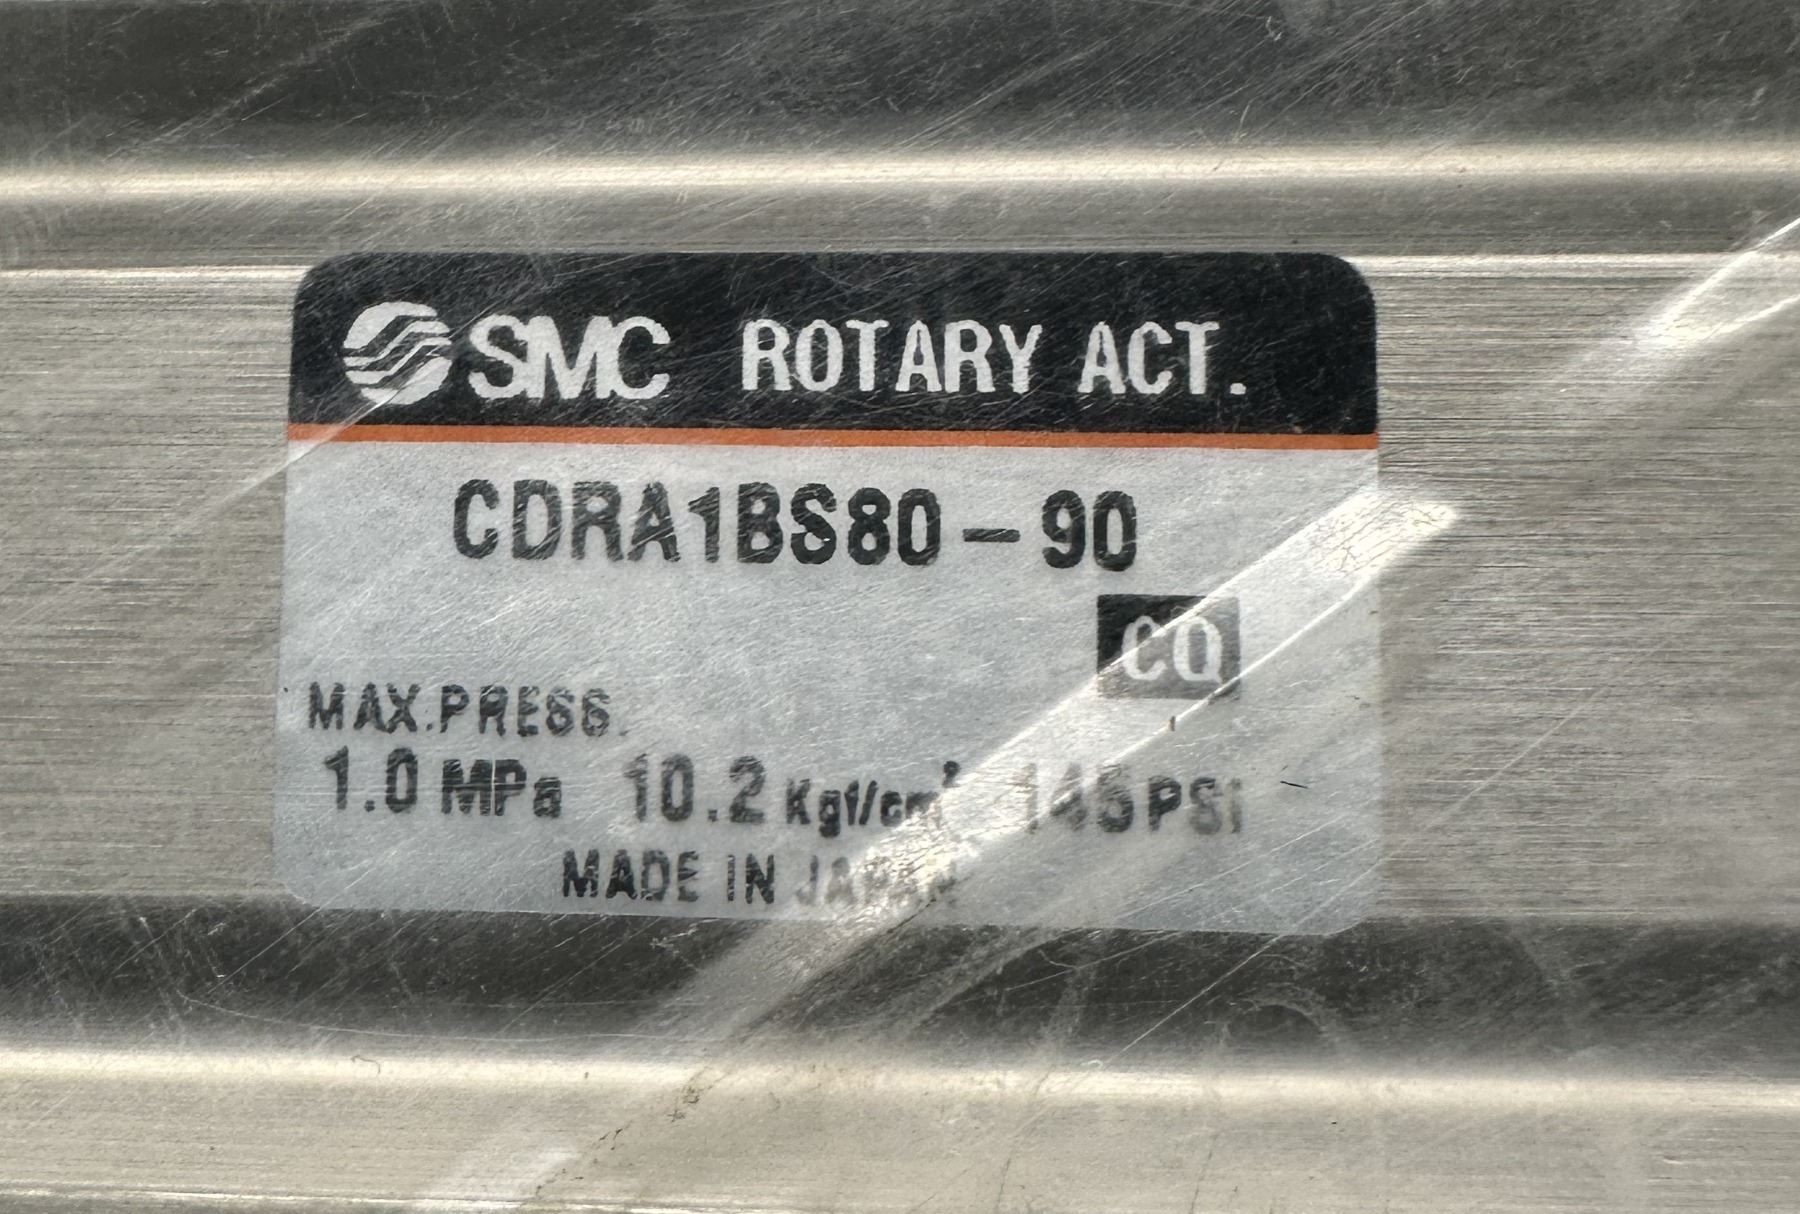 SMC ROTARY ACT.
CDRA1BS80-90
CQ
MAX.PRESS.
1.0 MPa 10.2 Kgf/cm² 145 PSi
MADE IN JAPAN